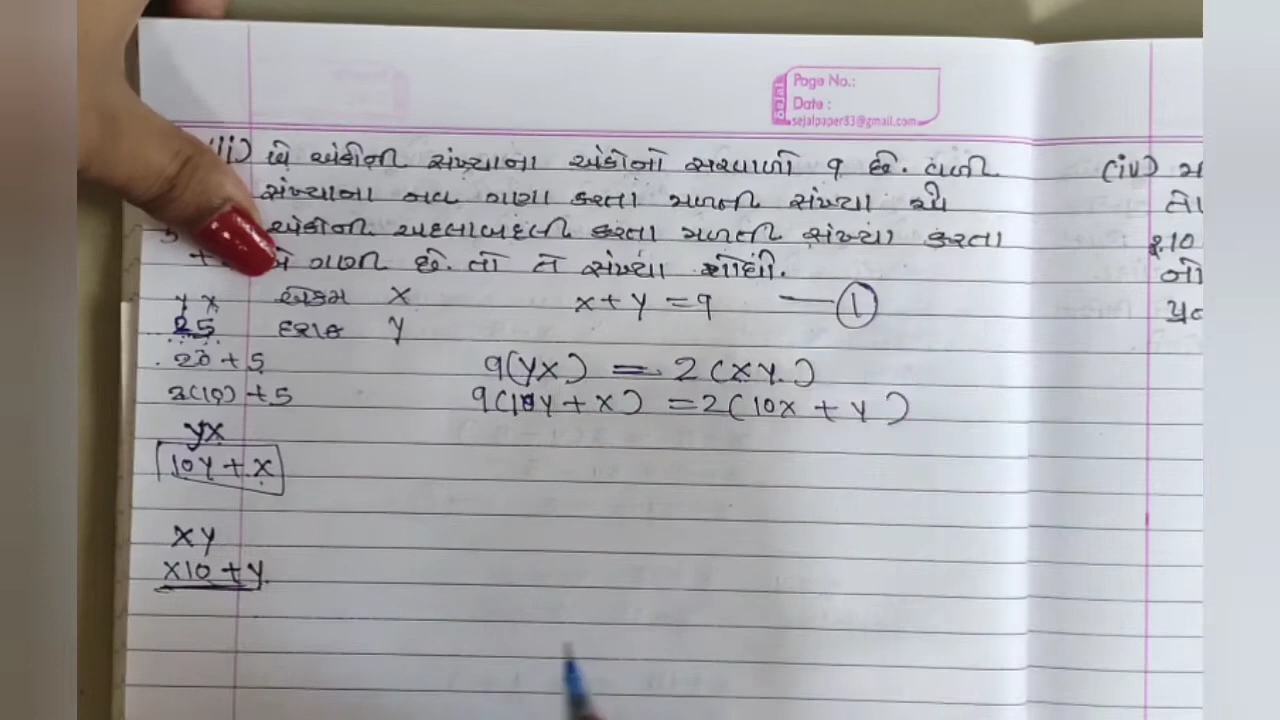 Page No.:
Date :
sejalpaper83@gmail.com
બે અંકોની સંખ્યાના અંકોનો સરવાળો 9 છે. વળી
સંખ્યાના નવ ગણા કરતા મળતી સંખ્યા એ
અંકોની અદલાબદલી કરતા મળતી સંખ્યા કરતા
બે ગણી છે. તો તે સંખ્યા શોધો.
એકમ x x + y = 9 — ①
દશક y
y x
25
20 + 5
2(10) + 5
yx
10y + x
9(yx) = 2(xy)
9(10y + x) = 2(10x + y)
xy
x10 + y
(iv)